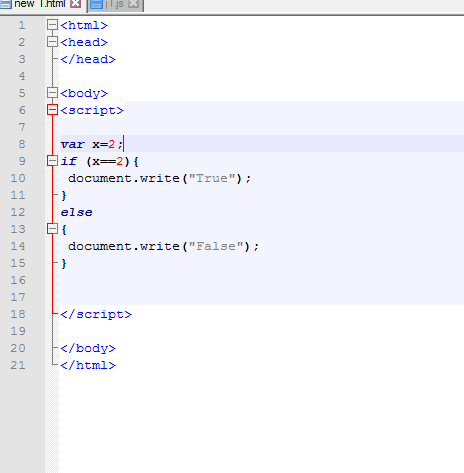 new 1.html 1.js
1 <html>
2 <head>
3 </head>
4
5 <body>
6 <script>
7
8 var x=2;
9 if (x==2){
10 document.write("True");
11 }
12 else
13 {
14 document.write("False");
15 }
16
17
18 </script>
19
20 </body>
21 </html>